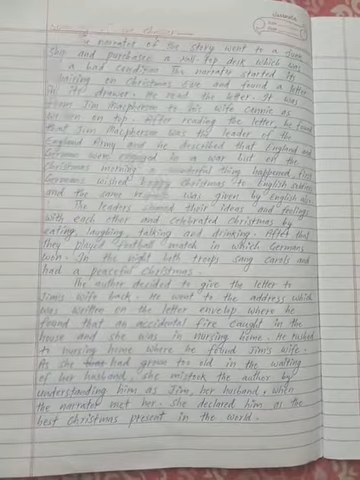 narrator of the story went to a Junk
Shop and purchased a roll-top desk which was
a bad condition The narrator started its
on Christmas Eve and found a letter
in its drawer. He read the letter. It was
from Jim Macpherson to his wife Connie as
on top. After reading the letter, he found
that Jim Macpherson was the leader of the
England Army and he described that England and
German were engaged in a war but on the
Christmas morning a wonderful thing happened, first
Germans wished happy christmas to English soldiers
and the same was given by English also.
The leaders shared their ideas and feelings
with each other and celebrated christmas by
eating, laughing, talking and drinking. After that
they played football match in which Germans
win. In the night both troops sang carols and
had a peaceful christmas.
The author decided to give the letter to
Jim's wife back. He went to the address which
was written on the letter envelop where he
found that an accidental fire caught in the
house and she was in nursing home. He rushed
to nursing home where he found Jim's wife.
As she had grown too old in the waiting
of her husband, she mistook the author by
understanding him as Jim, her husband, when
the narrator met her. She declared him as the
best Christmas present in the world.